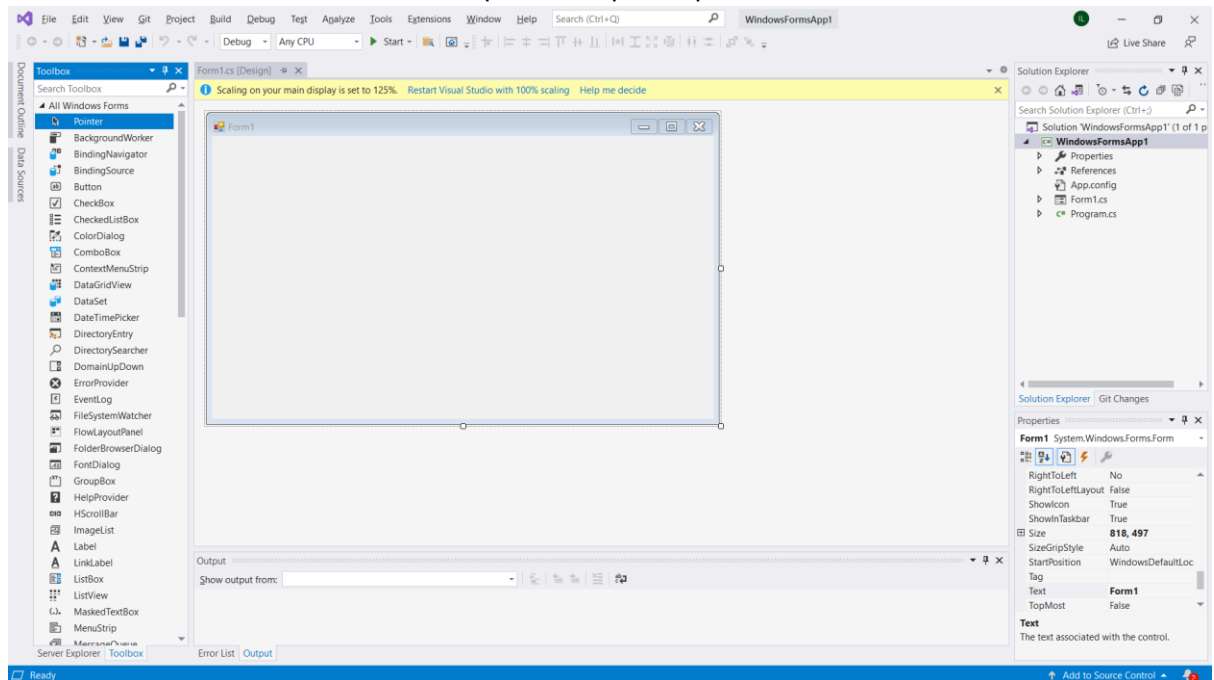 File Edit View Git Project Build Debug Test Analyze Tools Extensions Window Help Search (Ctrl+Q) WindowsFormsApp1 IL
Debug Any CPU Start Live Share
Document Outline
Data Sources
Toolbox
Search Toolbox
All Windows Forms
Pointer
BackgroundWorker
BindingNavigator
BindingSource
Button
CheckBox
CheckedListBox
ColorDialog
ComboBox
ContextMenuStrip
DataGridView
DataSet
DateTimePicker
DirectoryEntry
DirectorySearcher
DomainUpDown
ErrorProvider
EventLog
FileSystemWatcher
FlowLayoutPanel
FolderBrowserDialog
FontDialog
GroupBox
HelpProvider
HScrollBar
ImageList
Label
LinkLabel
ListBox
ListView
MaskedTextBox
MenuStrip
MessageQueue
Server Explorer Toolbox
Form1.cs [Design]
Scaling on your main display is set to 125%. Restart Visual Studio with 100% scaling Help me decide
Form1
Output
Show output from:
Error List Output
Solution Explorer
Search Solution Explorer (Ctrl+;)
Solution 'WindowsFormsApp1' (1 of 1 p
WindowsFormsApp1
Properties
References
App.config
Form1.cs
Program.cs
Solution Explorer Git Changes
Properties
Form1 System.Windows.Forms.Form
RightToLeft No
RightToLeftLayout False
ShowIcon True
ShowInTaskbar True
Size 818, 497
SizeGripStyle Auto
StartPosition WindowsDefaultLoc
Tag
Text Form1
TopMost False
Text
The text associated with the control.
Ready Add to Source Control 2